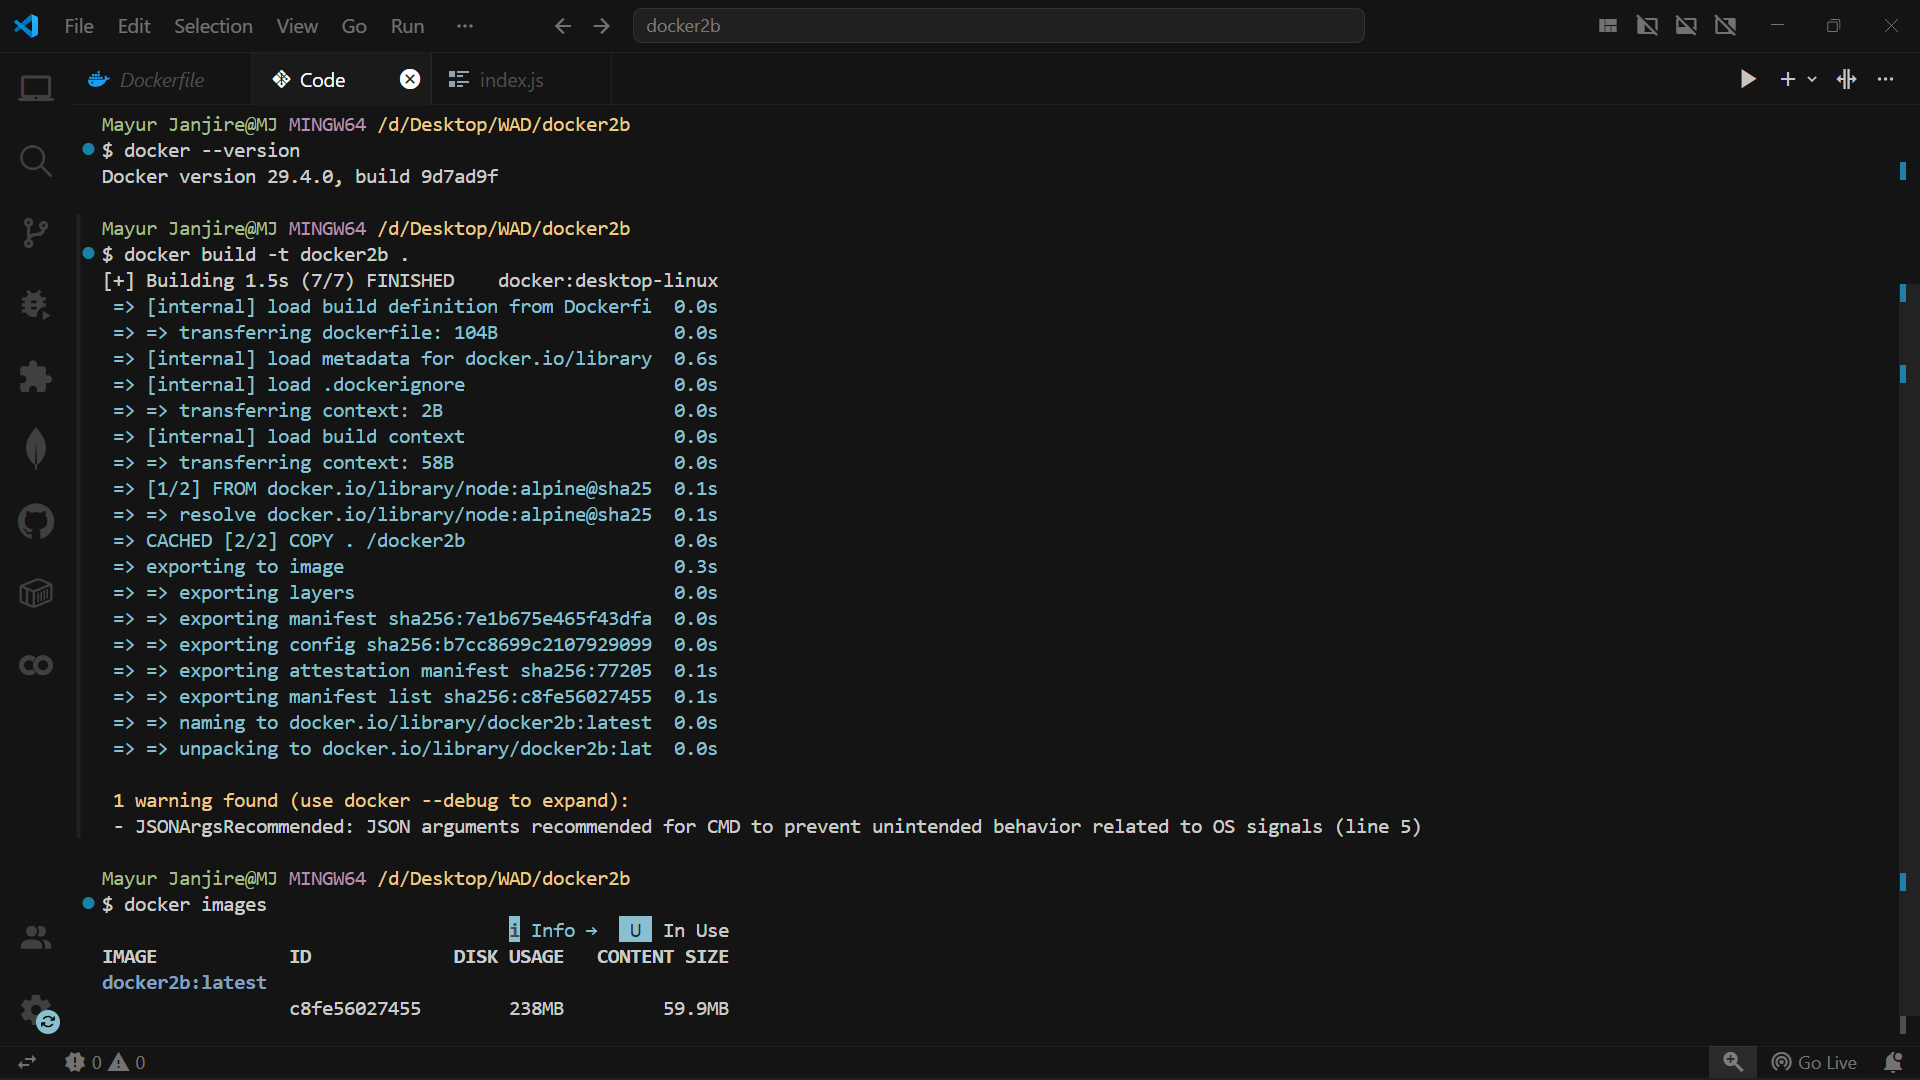 File Edit Selection View Go Run ··· docker2b
Dockerfile Code index.js
Mayur Janjire@MJ MINGW64 /d/Desktop/WAD/docker2b
$ docker --version
Docker version 29.4.0, build 9d7ad9f
Mayur Janjire@MJ MINGW64 /d/Desktop/WAD/docker2b
$ docker build -t docker2b .
[+] Building 1.5s (7/7) FINISHED    docker:desktop-linux
=> [internal] load build definition from Dockerfi  0.0s
=> => transferring dockerfile: 104B                0.0s
=> [internal] load metadata for docker.io/library  0.6s
=> [internal] load .dockerignore                   0.0s
=> => transferring context: 2B                     0.0s
=> [internal] load build context                   0.0s
=> => transferring context: 58B                    0.0s
=> [1/2] FROM docker.io/library/node:alpine@sha25  0.1s
=> => resolve docker.io/library/node:alpine@sha25  0.1s
=> CACHED [2/2] COPY . /docker2b                   0.0s
=> exporting to image                              0.3s
=> => exporting layers                             0.0s
=> => exporting manifest sha256:7e1b675e465f43dfa  0.0s
=> => exporting config sha256:b7cc8699c2107929099  0.0s
=> => exporting attestation manifest sha256:77205  0.1s
=> => exporting manifest list sha256:c8fe56027455  0.1s
=> => naming to docker.io/library/docker2b:latest  0.0s
=> => unpacking to docker.io/library/docker2b:lat  0.0s
1 warning found (use docker --debug to expand):
- JSONArgsRecommended: JSON arguments recommended for CMD to prevent unintended behavior related to OS signals (line 5)
Mayur Janjire@MJ MINGW64 /d/Desktop/WAD/docker2b
$ docker images
i Info → U In Use
IMAGE ID DISK USAGE CONTENT SIZE
docker2b:latest
c8fe56027455 238MB 59.9MB
0 0 Go Live